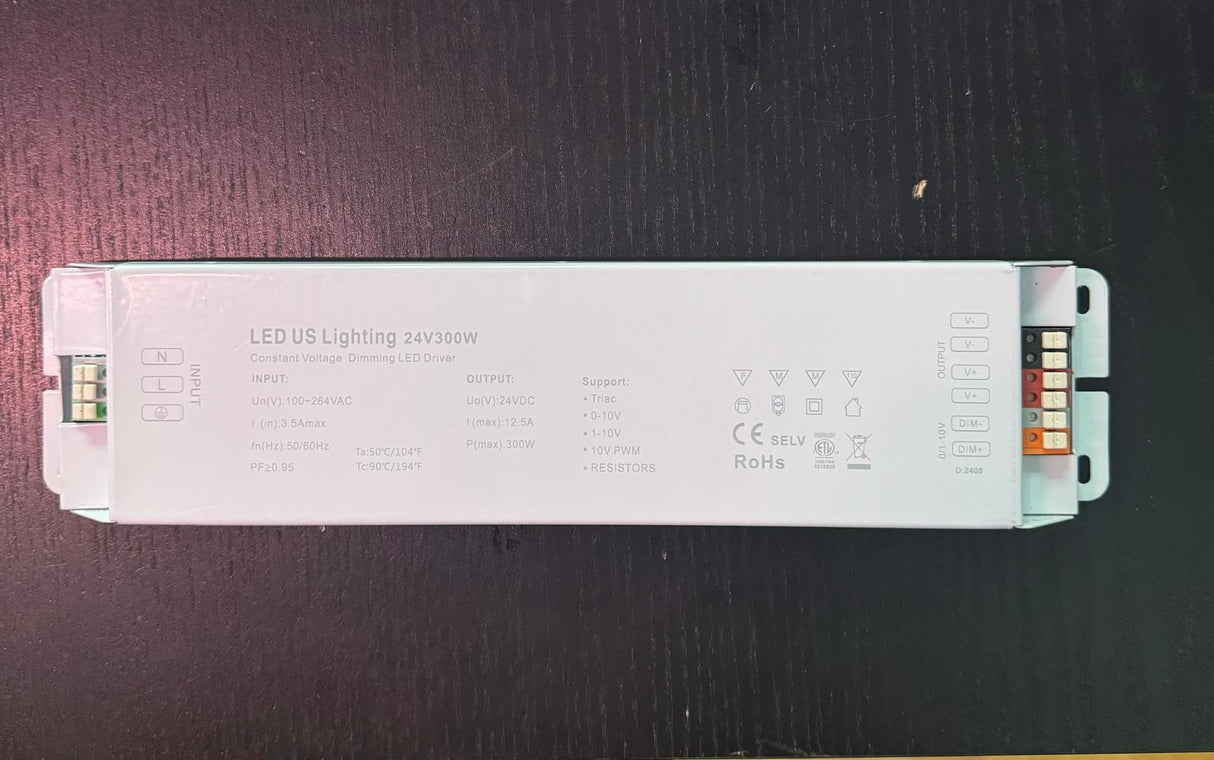 LED US Lighting 24V300W
Constant Voltage Dimming LED Driver
N
L
INPUT
INPUT:
Un(V):100~264VAC
I (in):3.5Amax
fn(Hz):50/60Hz
PF≥0.95
Ta:50℃/104℉
Tc:90℃/194℉
OUTPUT:
Uo(V):24VDC
I (max):12.5A
P(max):300W
Support:
• Triac
• 0-10V
• 1-10V
• 10V PWM
• RESISTORS
F
M
M
110
CE SELV
RoHs
ETL
Intertek
OUTPUT
V-
V-
V+
V+
0/1-10V
DIM-
DIM+
D:2408